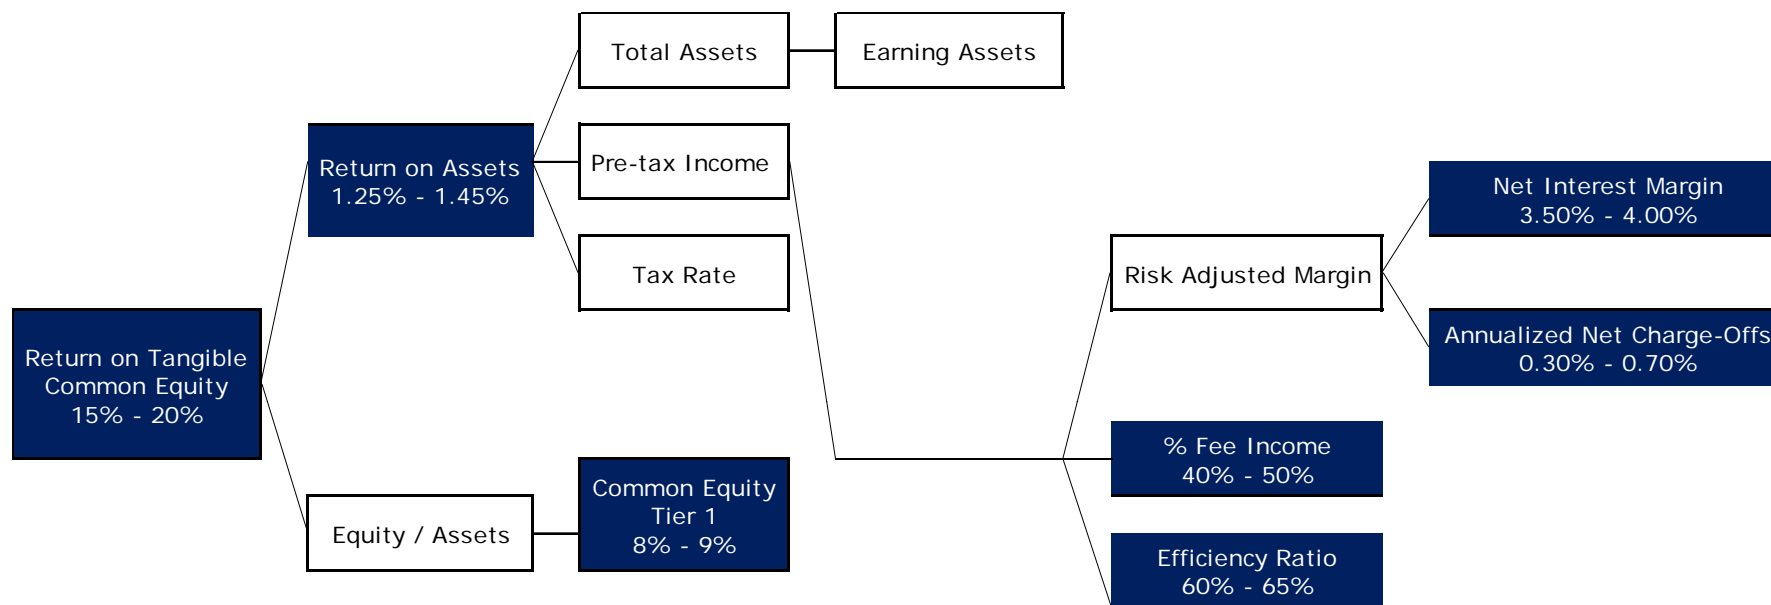 Total Assets
Earning Assets
Return on Assets
1.25% - 1.45%
Pre-tax Income
Tax Rate
Net Interest Margin
3.50% - 4.00%
Risk Adjusted Margin
Annualized Net Charge-Offs
0.30% - 0.70%
Return on Tangible
Common Equity
15% - 20%
% Fee Income
40% - 50%
Common Equity
Tier 1
8% - 9%
Equity / Assets
Efficiency Ratio
60% - 65%